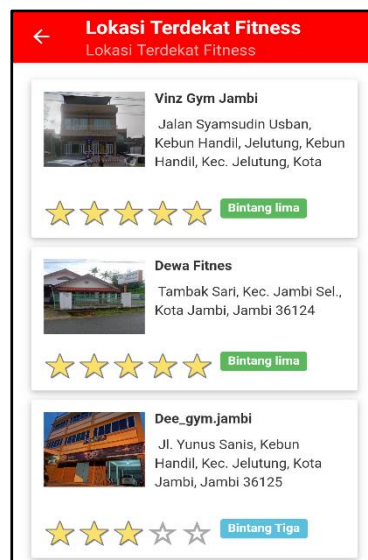 Lokasi Terdekat Fitness
Lokasi Terdekat Fitness
Vinz Gym Jambi
Jalan Syamsudin Usban,
Kebun Handil, Jelutung, Kebun
Handil, Kec. Jelutung, Kota
Bintang lima
Dewa Fitnes
Tambak Sari, Kec. Jambi Sel.,
Kota Jambi, Jambi 36124
Bintang lima
Dee_gym.jambi
Jl. Yunus Sanis, Kebun
Handil, Kec. Jelutung, Kota
Jambi, Jambi 36125
Bintang Tiga